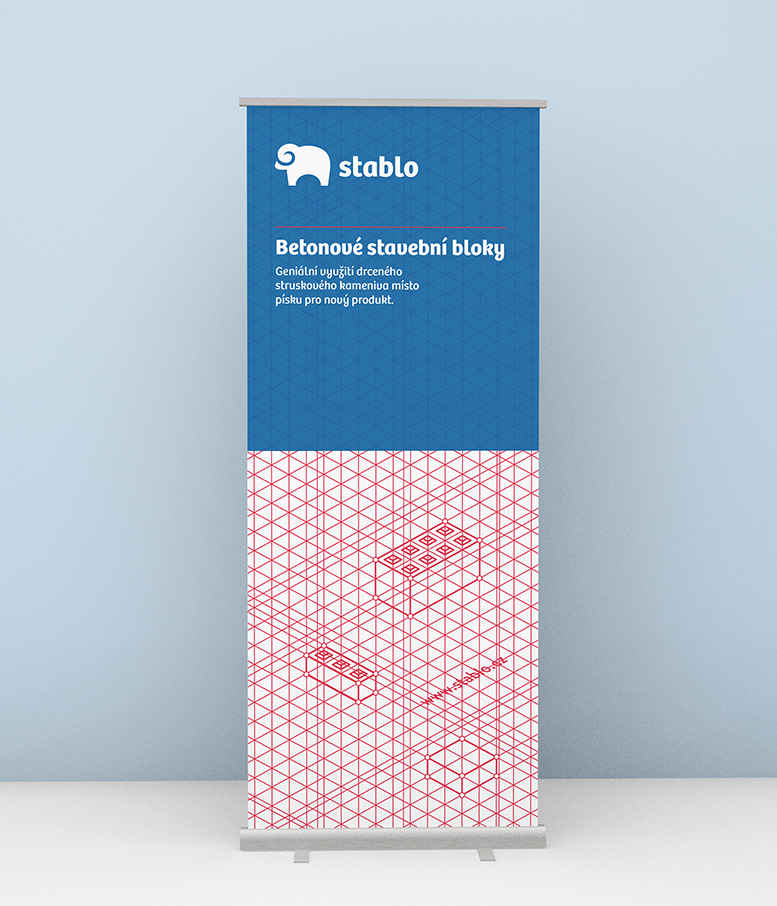 stablo
Betonové stavební bloky
Geniální využití drceného
struskového kameniva místo
písku pro nový produkt.
www.stablo.cz